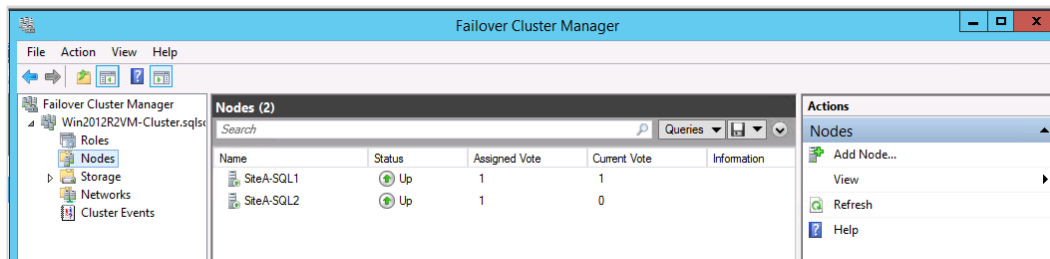 Failover Cluster Manager
File Action View Help
Failover Cluster Manager
Win2012R2VM-Cluster.sqls
Roles
Nodes
Storage
Networks
Cluster Events
Nodes (2)
Search
Queries
Name Status Assigned Vote Current Vote Information
SiteA-SQL1 Up 1 1
SiteA-SQL2 Up 1 0
Actions
Nodes
Add Node...
View
Refresh
Help